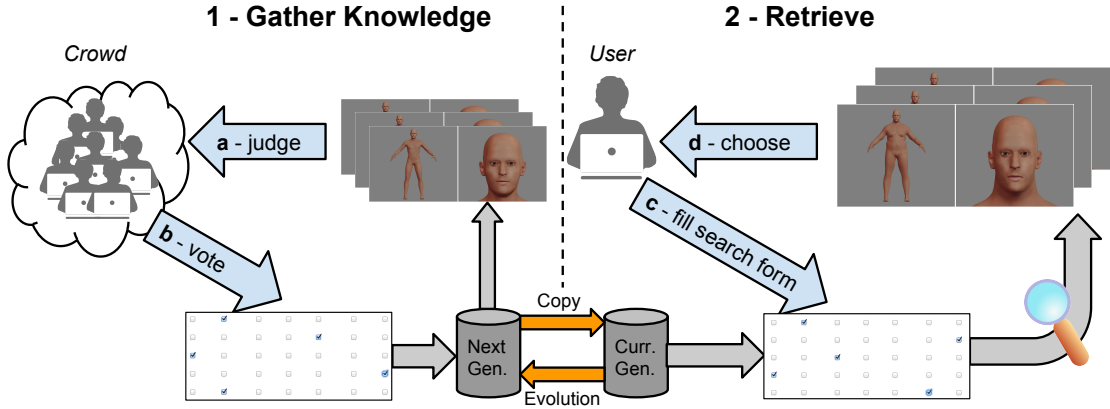 1 - Gather Knowledge
2 - Retrieve
Crowd
User
a - judge
d - choose
b - vote
c - fill search form
Copy
Next
Gen.
Curr.
Gen.
Evolution